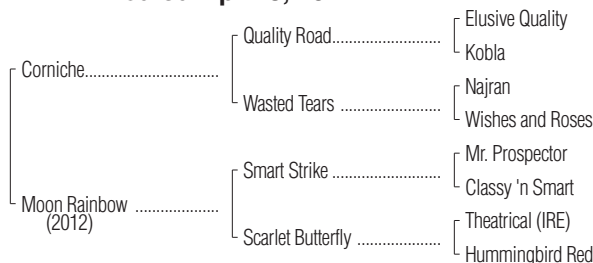 Elusive Quality
Quality Road
Kobla
Corniche
Najran
Wasted Tears
Wishes and Roses
Mr. Prospector
Smart Strike
Classy 'n Smart
Moon Rainbow
(2012)
Theatrical (IRE)
Scarlet Butterfly
Hummingbird Red